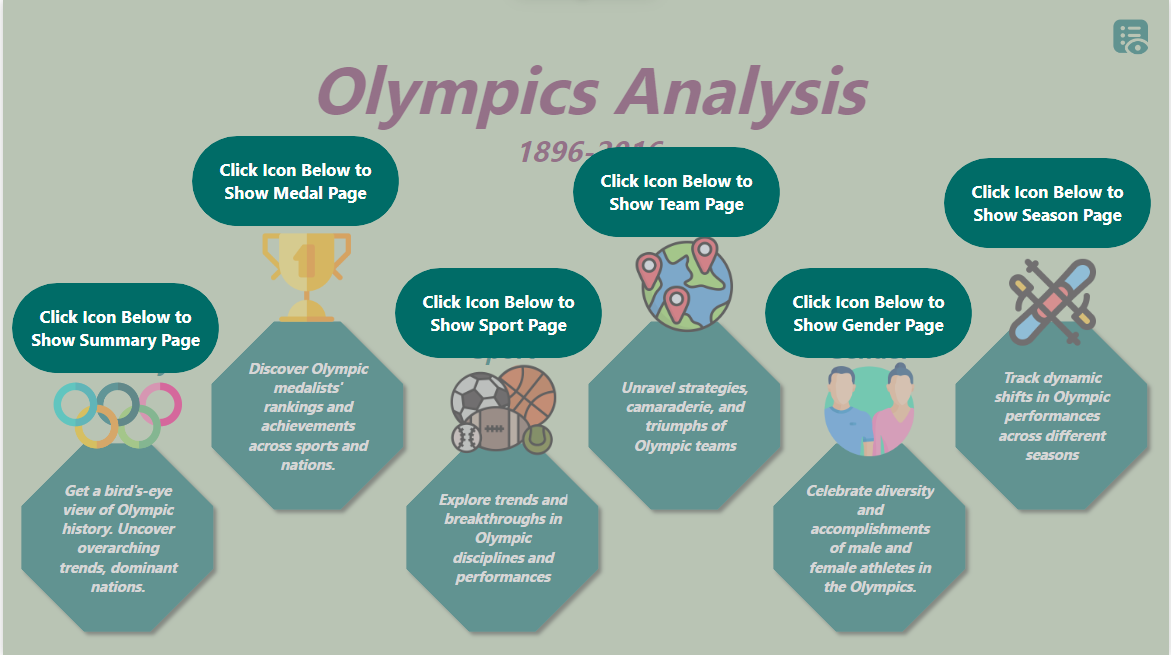 Olympics Analysis
1896-2016
Click Icon Below to
Show Summary Page
Get a bird's-eye
view of Olympic
history. Uncover
overarching
trends, dominant
nations.
Click Icon Below to
Show Medal Page
1
Discover Olympic
medalists'
rankings and
achievements
across sports and
nations.
Click Icon Below to
Show Sport Page
Explore trends and
breakthroughs in
Olympic
disciplines and
performances
Click Icon Below to
Show Team Page
Unravel strategies,
camaraderie, and
triumphs of
Olympic teams
Click Icon Below to
Show Gender Page
Celebrate diversity
and
accomplishments
of male and
female athletes in
the Olympics.
Click Icon Below to
Show Season Page
Track dynamic
shifts in Olympic
performances
across different
seasons